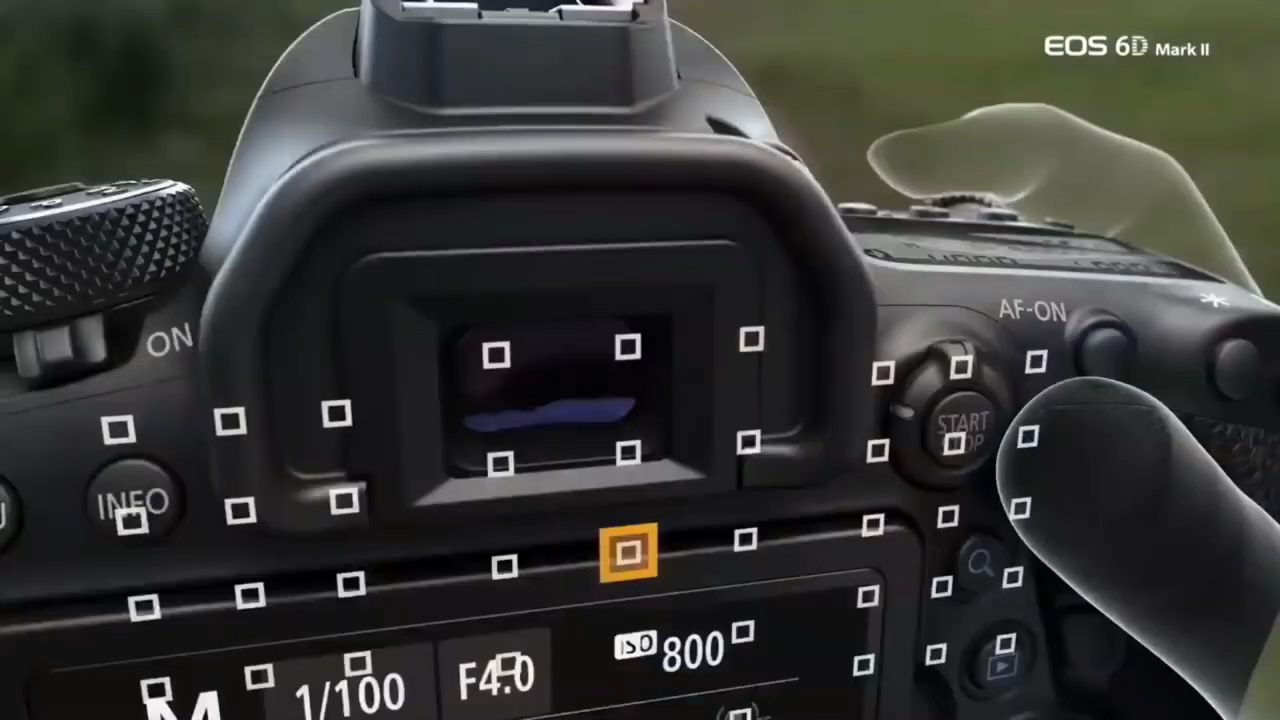 EOS 6D Mark II
AF-ON
*
ON
START
INFO
ISO 800
M 1/100 F4.0